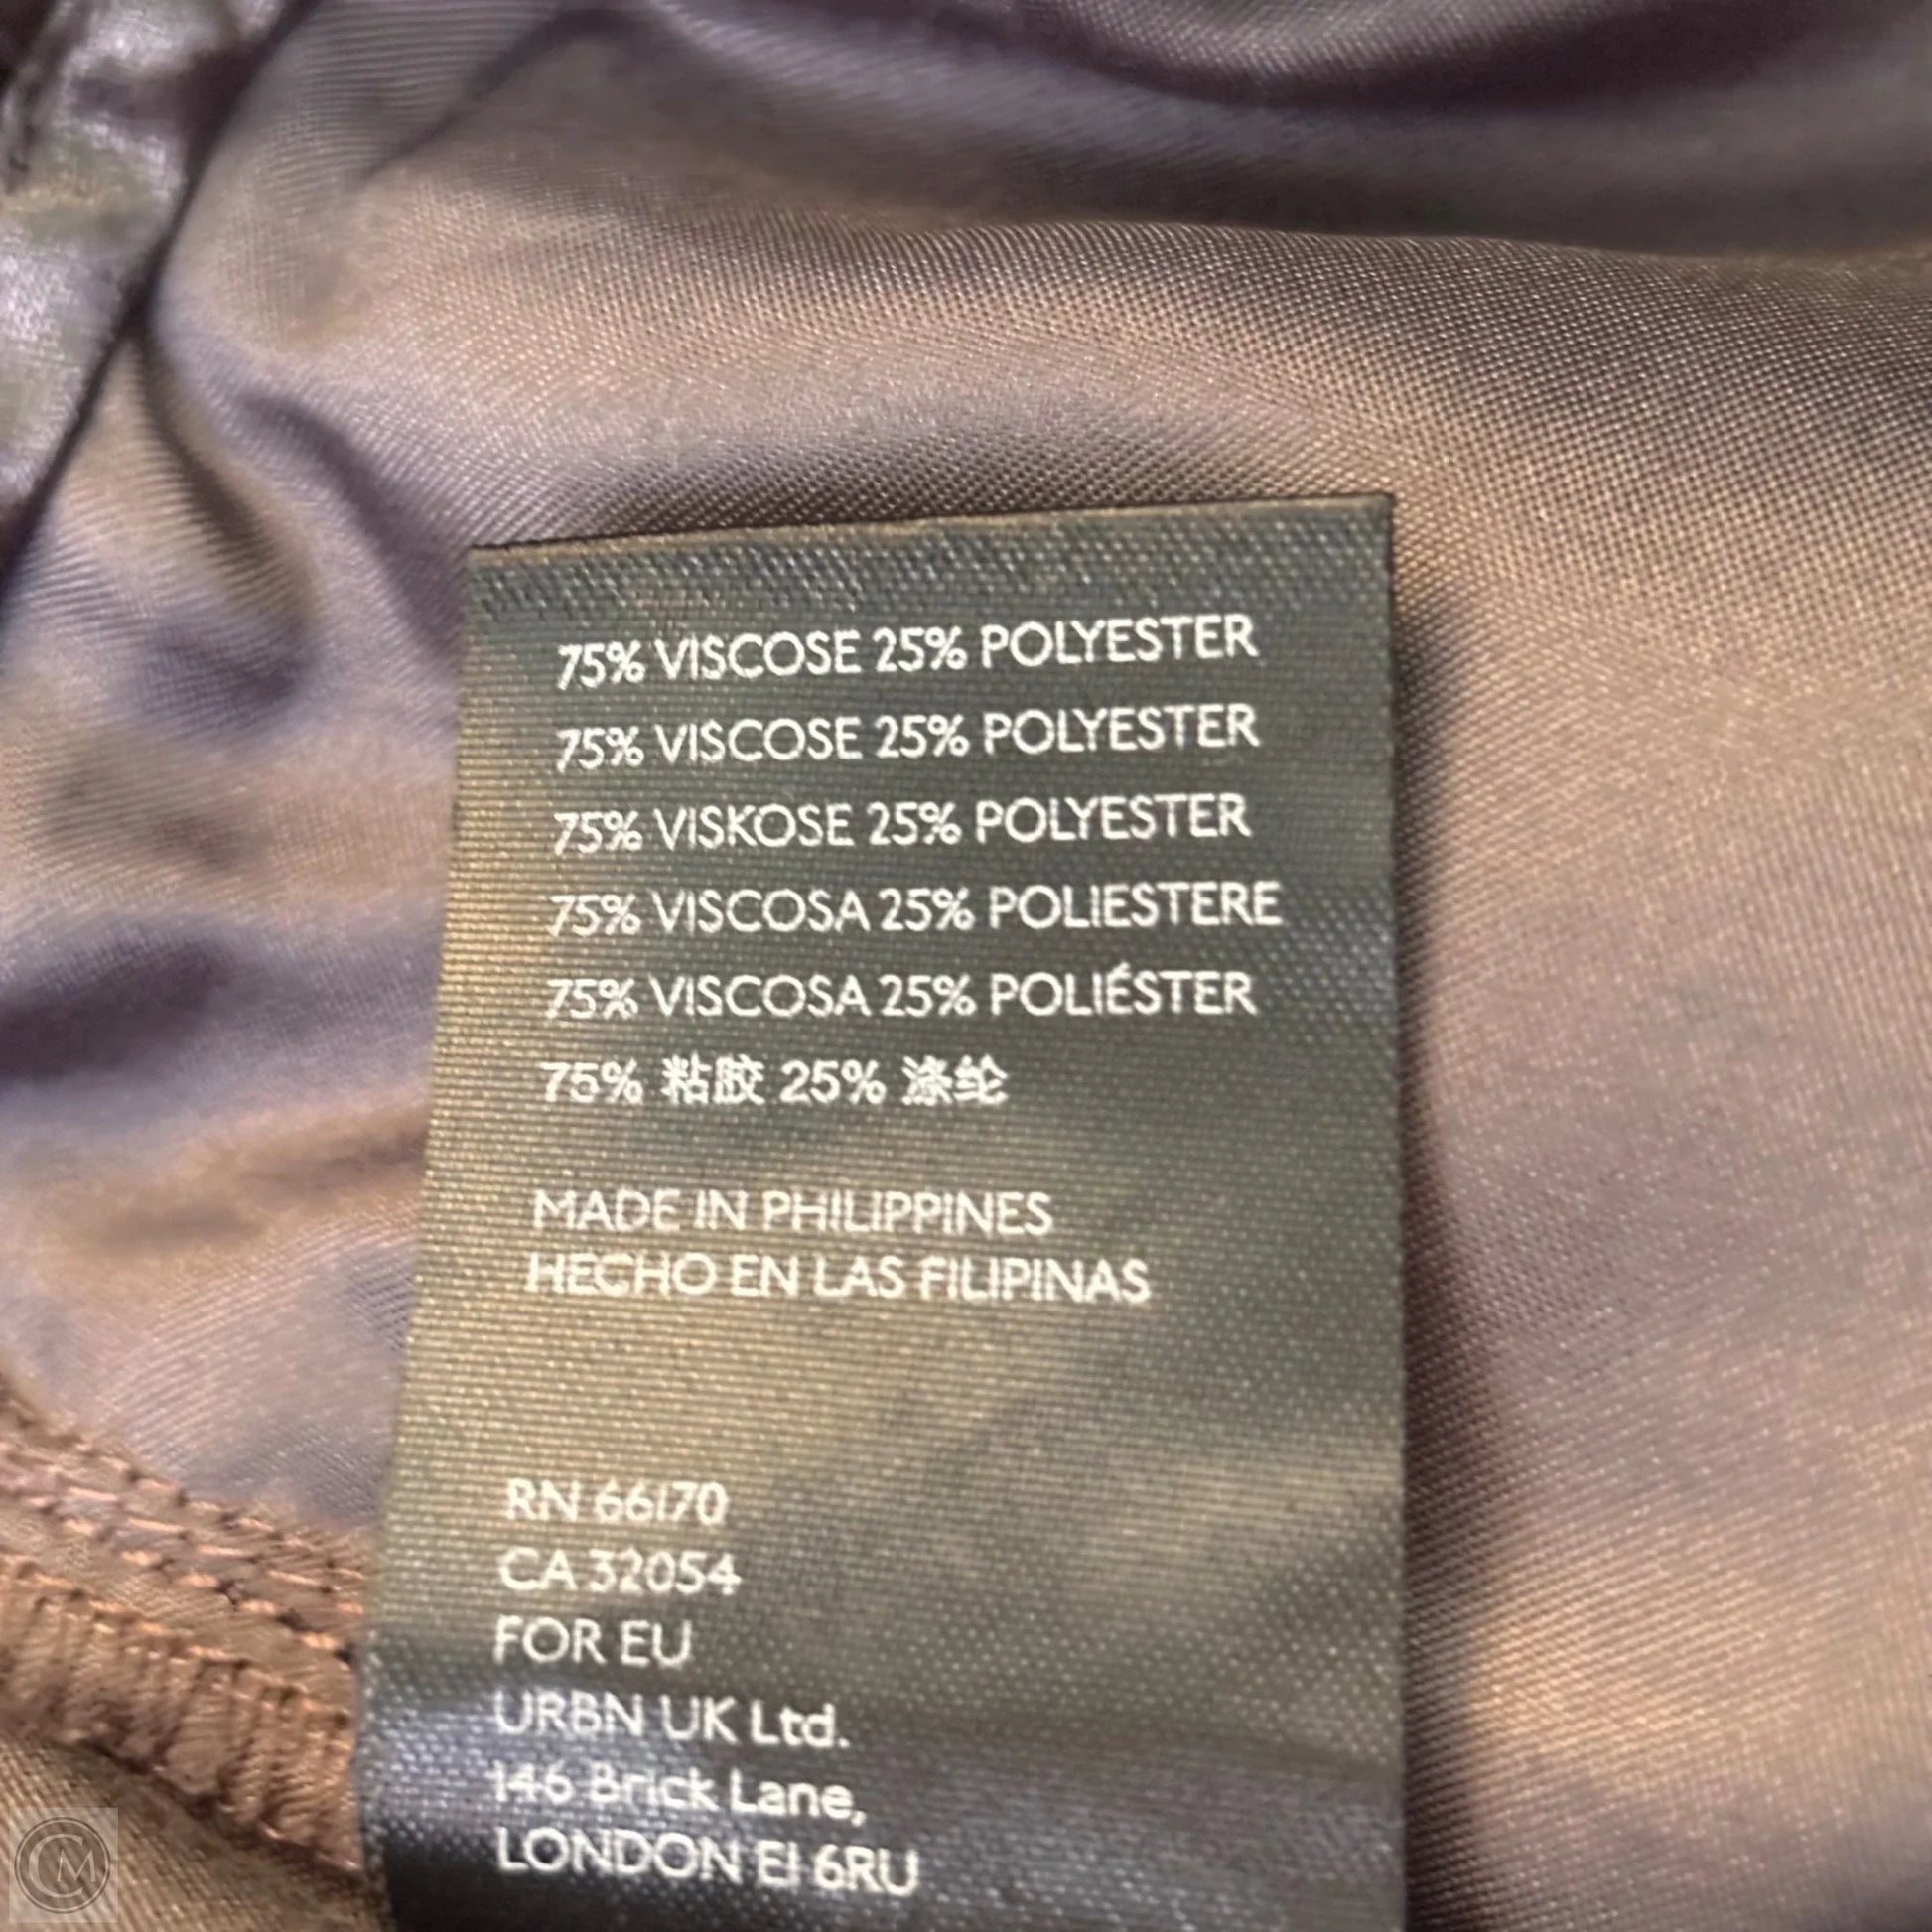 75% VISCOSE 25% POLYESTER
75% VISCOSE 25% POLYESTER
75% VISKOSE 25% POLYESTER
75% VISCOSA 25% POLIESTERE
75% VISCOSA 25% POLIÉSTER
75% 粘胶 25% 涤纶
MADE IN PHILIPPINES
HECHO EN LAS FILIPINAS
RN 66170
CA 32054
FOR EU
URBN UK Ltd.
146 Brick Lane,
LONDON E1 6RU
CM